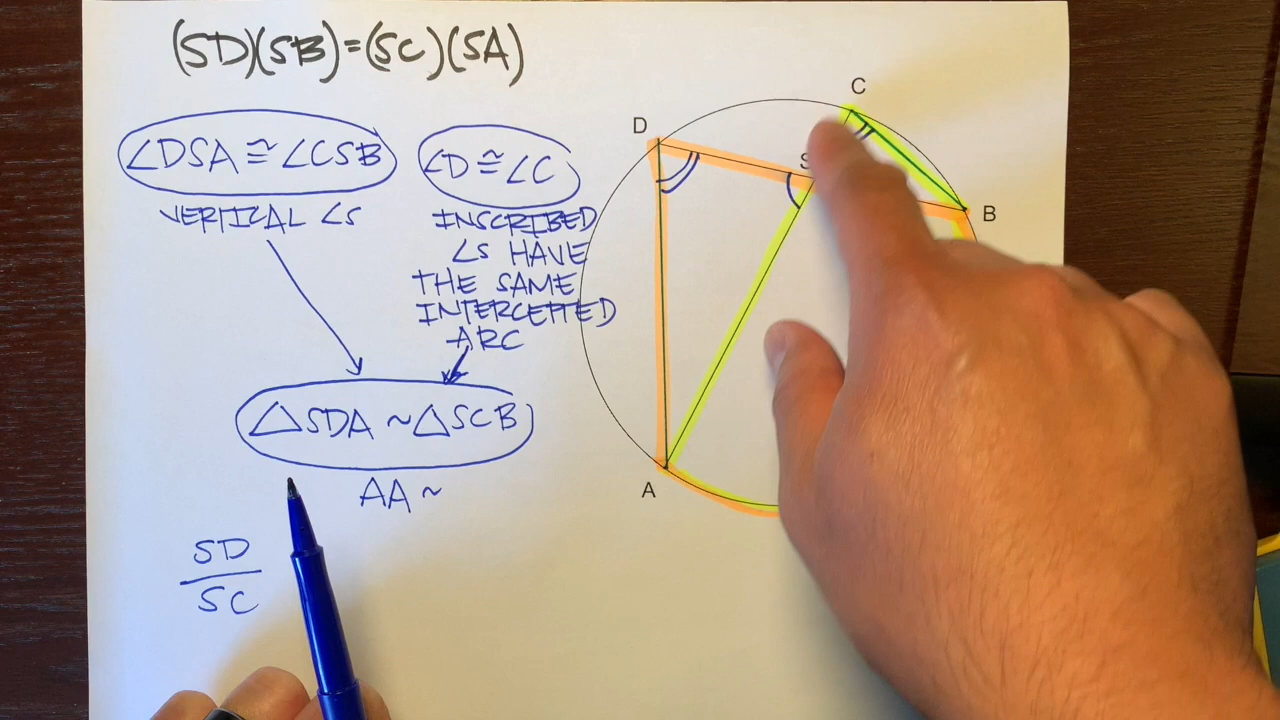 (SD)(SB)=(SC)(SA)
∠DSA ≅ ∠CSB
VERTICAL ∠S
∠D ≅ ∠C
INSCRIBED
∠S HAVE
THE SAME
INTERCEPTED
ARC
△SDA ~ △SCB
AA ~
SD
SC
C
D
S
B
A